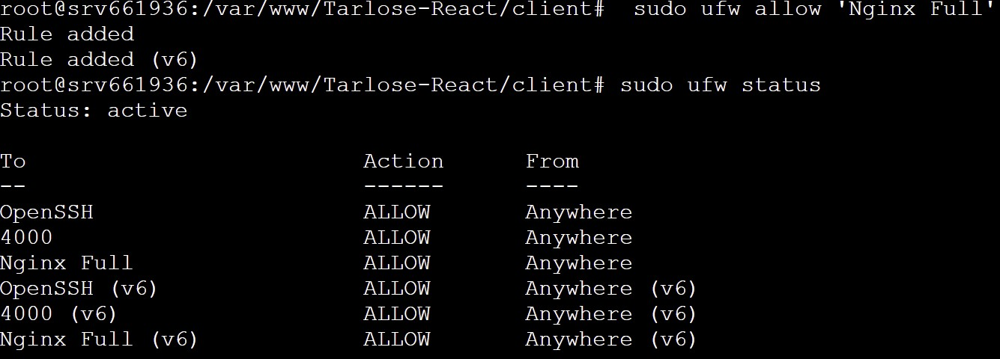 root@srv661936:/var/www/Tarlose-React/client#  sudo ufw allow 'Nginx Full'
Rule added
Rule added (v6)
root@srv661936:/var/www/Tarlose-React/client# sudo ufw status
Status: active
To                         Action      From
--                         ------      ----
OpenSSH                    ALLOW       Anywhere
4000                       ALLOW       Anywhere
Nginx Full                 ALLOW       Anywhere
OpenSSH (v6)               ALLOW       Anywhere (v6)
4000 (v6)                  ALLOW       Anywhere (v6)
Nginx Full (v6)            ALLOW       Anywhere (v6)